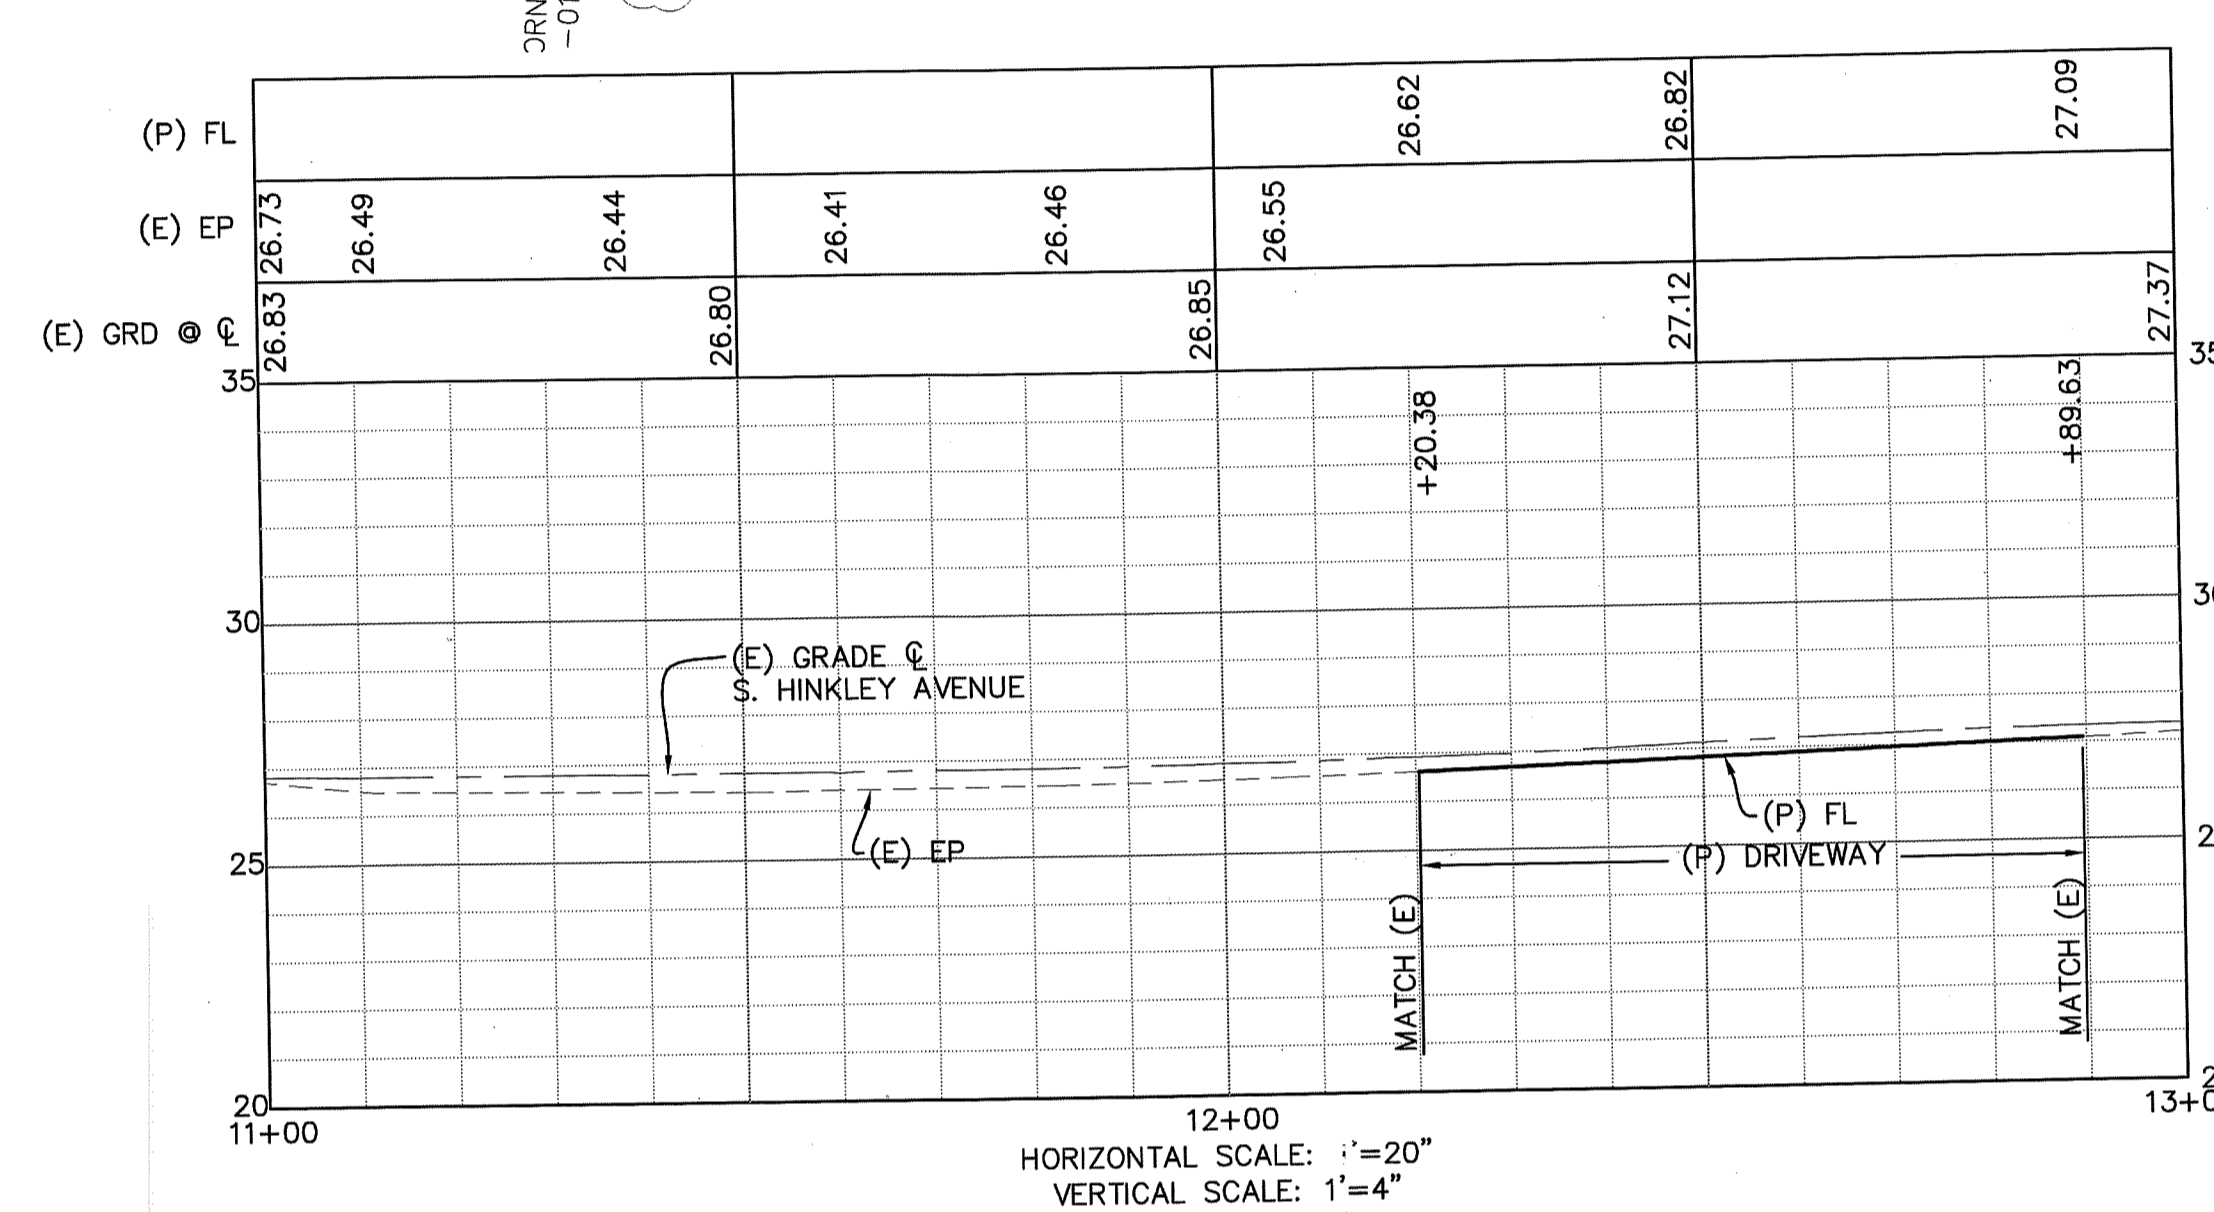 (P) FL 26.62 26.82 27.09
(E) EP 26.73 26.49 26.44 26.41 26.46 26.55
(E) GRD @ ℄ 26.83 26.80 26.85 27.12 27.37
35
+20.38
+89.63
30
(E) GRADE ℄
S. HINKLEY AVENUE
(E) EP
(P) FL
25
(P) DRIVEWAY
MATCH (E)
MATCH (E)
20
11+00
12+00
HORIZONTAL SCALE: =20”
VERTICAL SCALE: 1'=4”